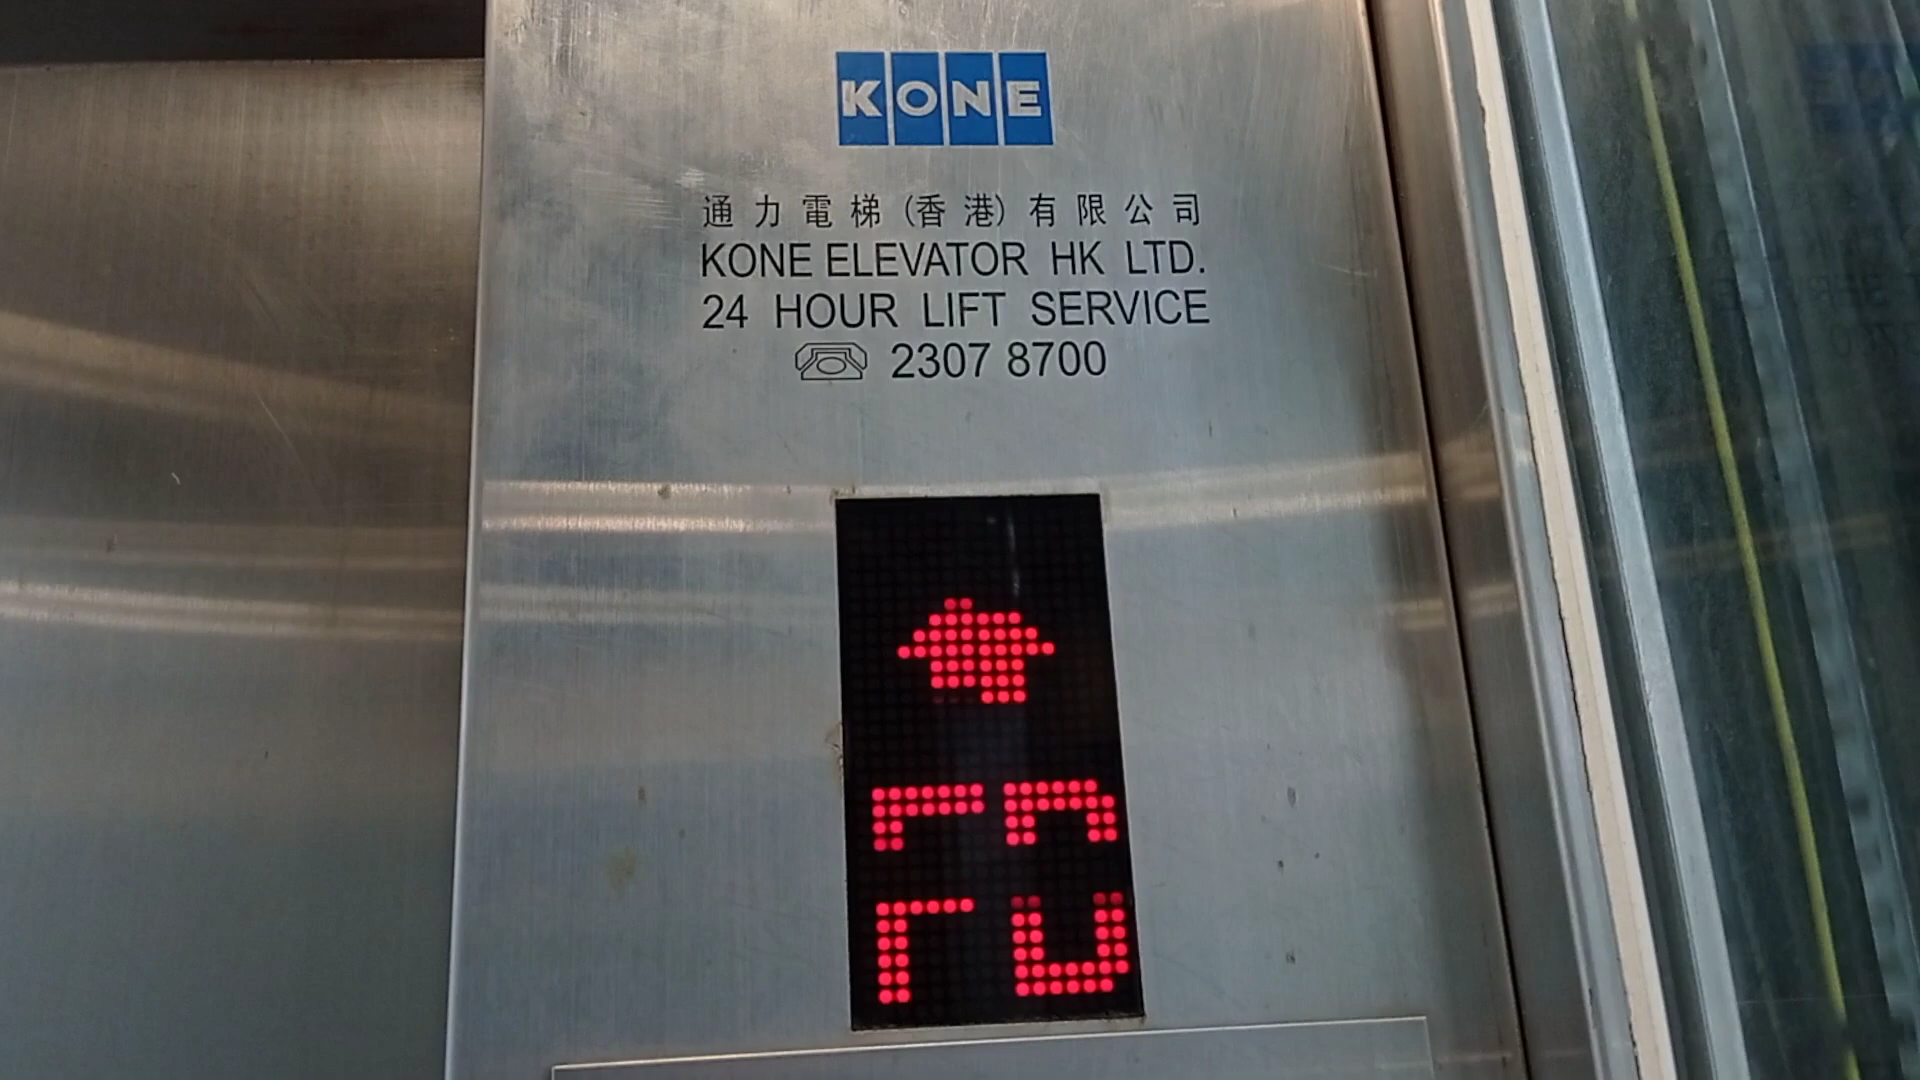 KONE
通力電梯(香港)有限公司
KONE ELEVATOR HK LTD.
24 HOUR LIFT SERVICE
2307 8700